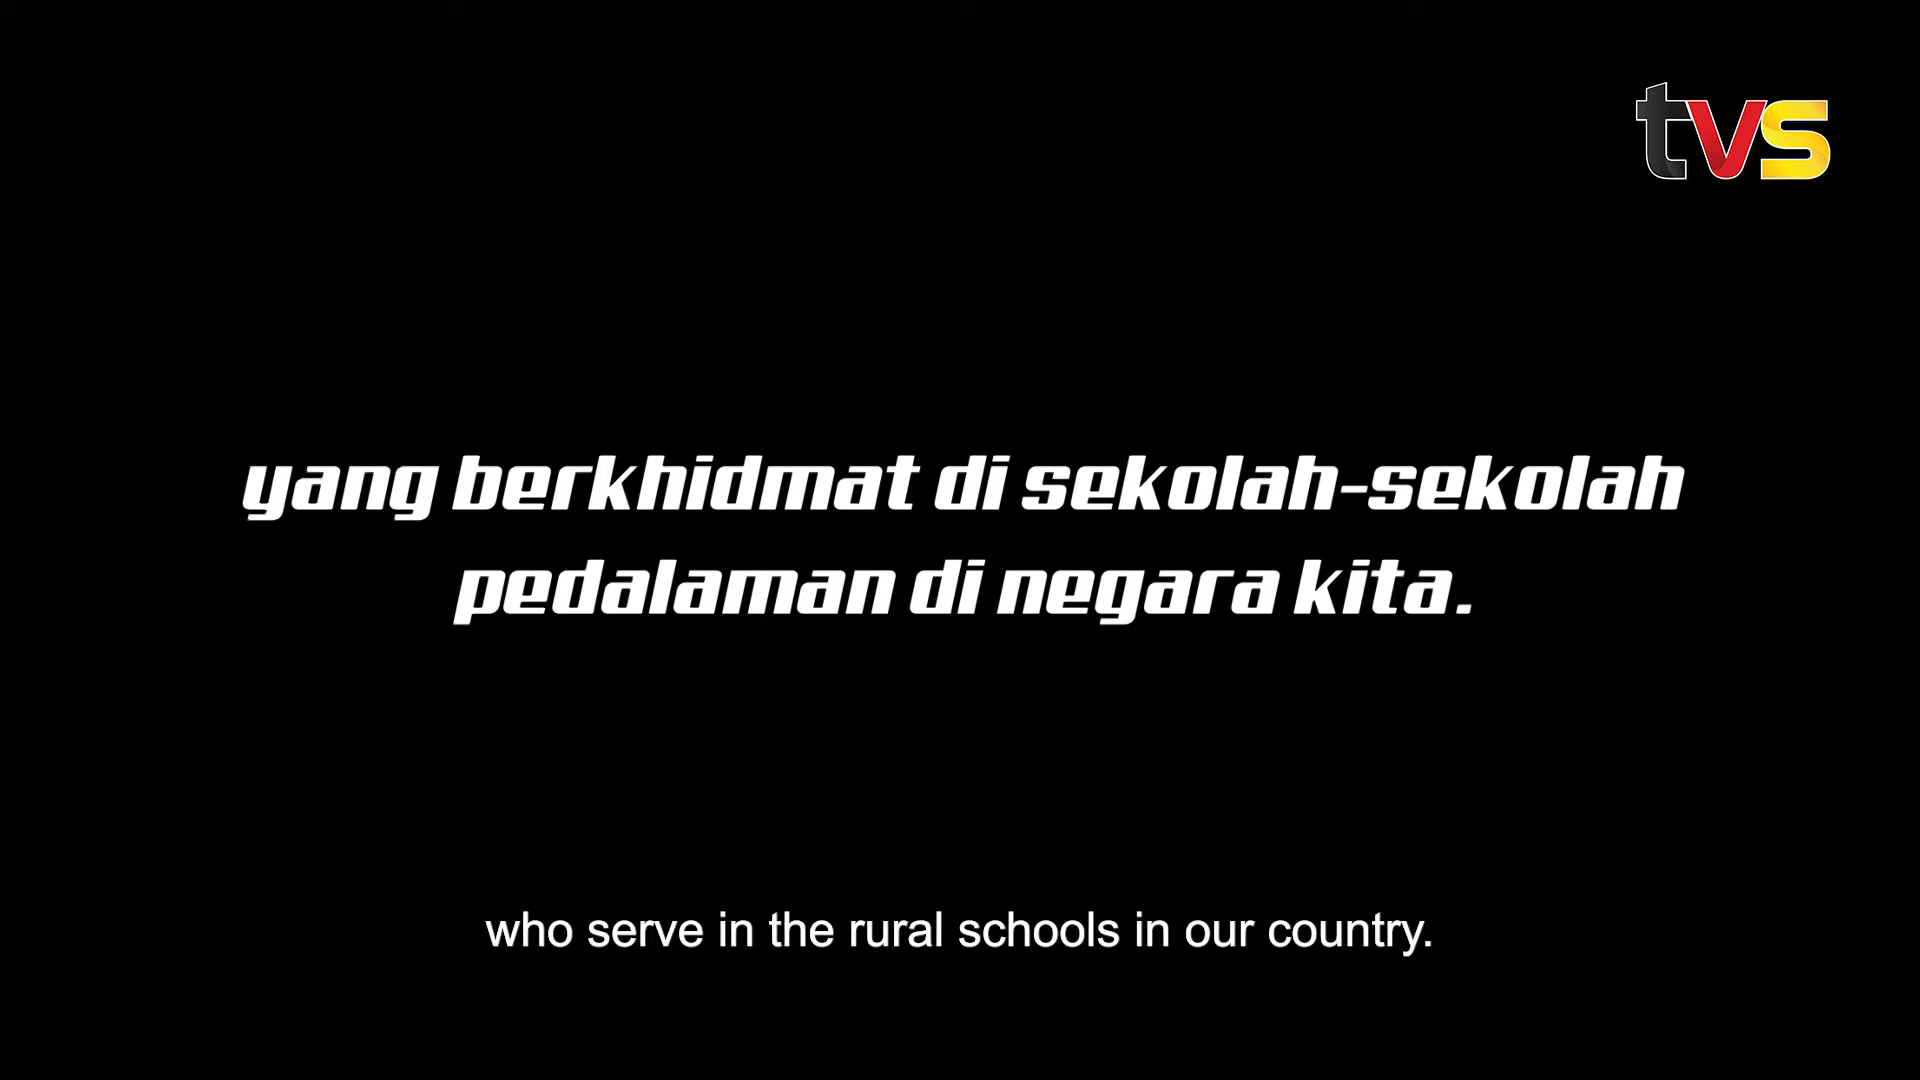 tvs
yang berkhidmat di sekolah-sekolah
pedalaman di negara kita.
who serve in the rural schools in our country.